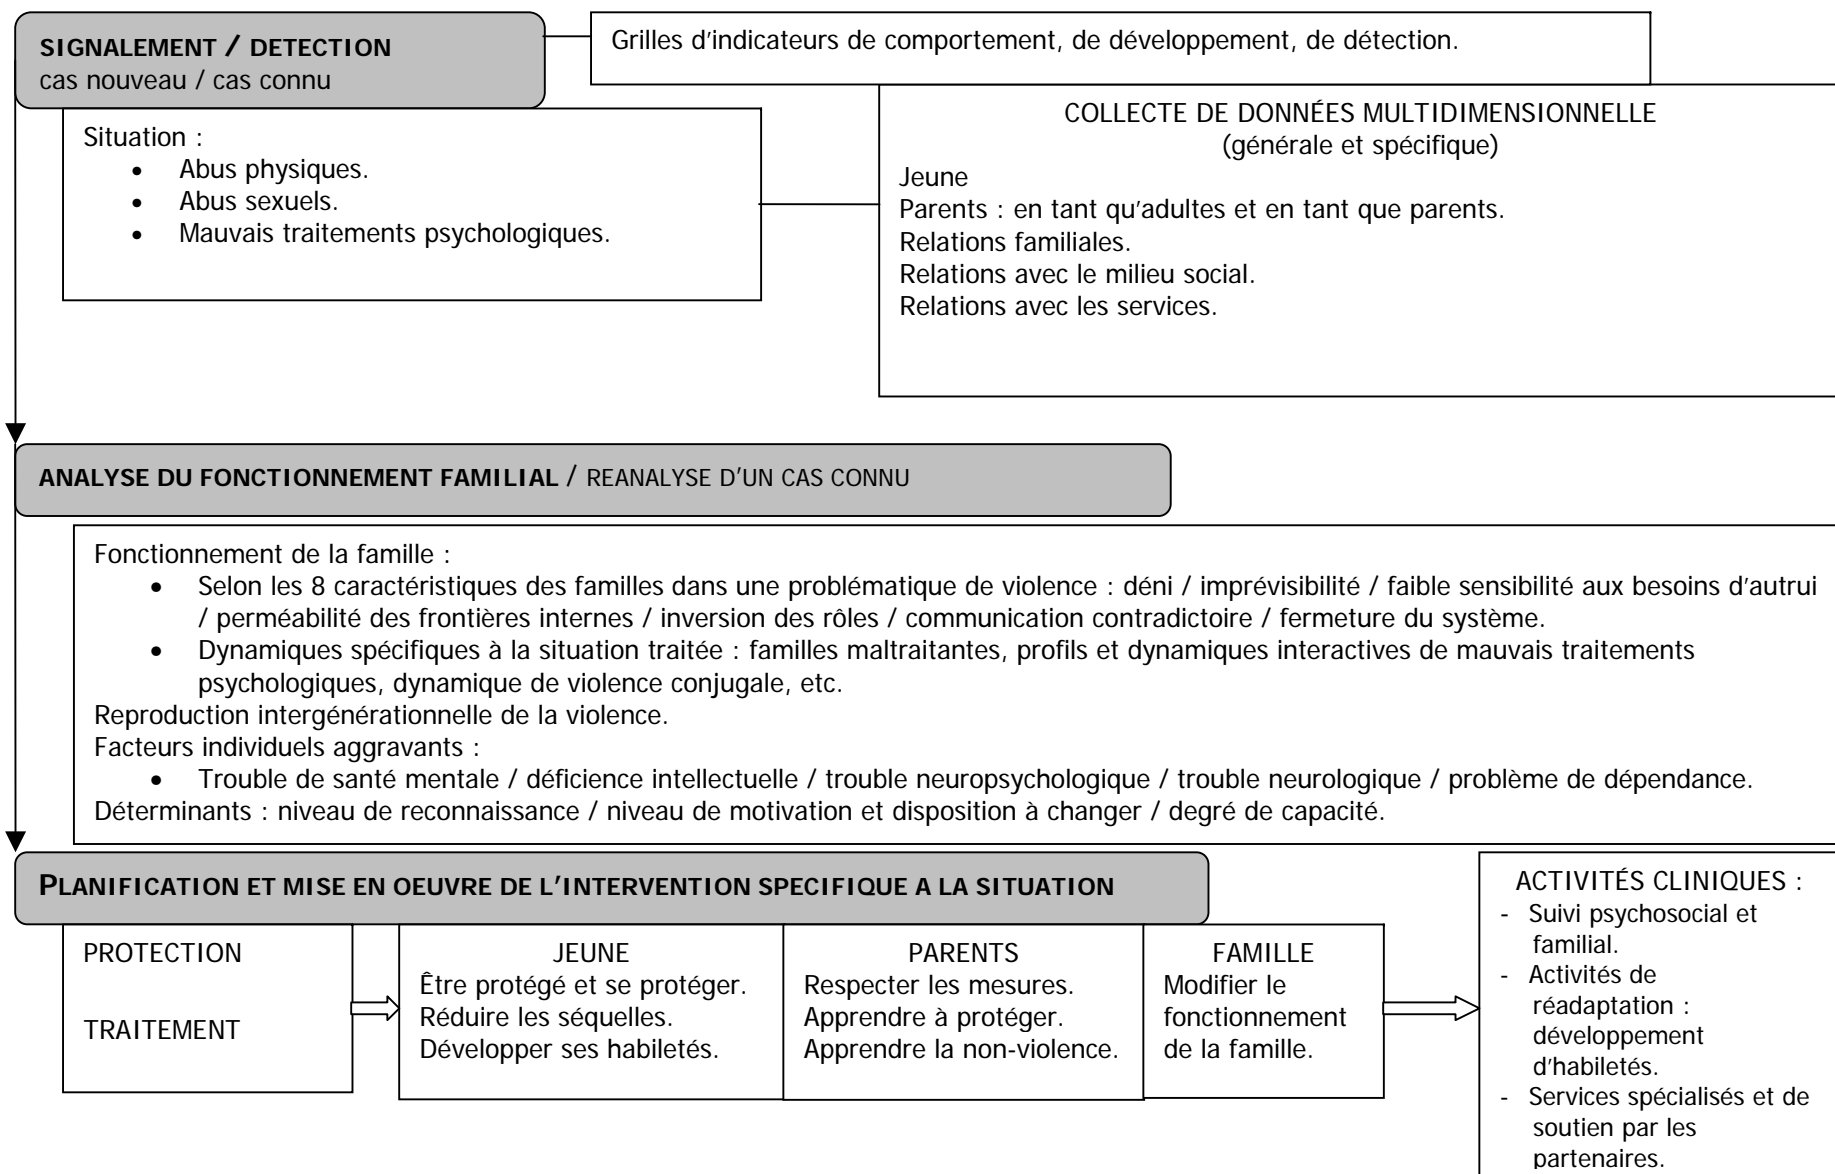 SIGNALEMENT / DETECTION
cas nouveau / cas connu
Grilles d'indicateurs de comportement, de développement, de détection.
Situation :
• Abus physiques.
• Abus sexuels.
• Mauvais traitements psychologiques.
COLLECTE DE DONNÉES MULTIDIMENSIONNELLE
(générale et spécifique)
Jeune
Parents : en tant qu'adultes et en tant que parents.
Relations familiales.
Relations avec le milieu social.
Relations avec les services.
ANALYSE DU FONCTIONNEMENT FAMILIAL / REANALYSE D'UN CAS CONNU
Fonctionnement de la famille :
• Selon les 8 caractéristiques des familles dans une problématique de violence : déni / imprévisibilité / faible sensibilité aux besoins d'autrui
/ perméabilité des frontières internes / inversion des rôles / communication contradictoire / fermeture du système.
• Dynamiques spécifiques à la situation traitée : familles maltraitantes, profils et dynamiques interactives de mauvais traitements
psychologiques, dynamique de violence conjugale, etc.
Reproduction intergénérationnelle de la violence.
Facteurs individuels aggravants :
• Trouble de santé mentale / déficience intellectuelle / trouble neuropsychologique / trouble neurologique / problème de dépendance.
Déterminants : niveau de reconnaissance / niveau de motivation et disposition à changer / degré de capacité.
PLANIFICATION ET MISE EN OEUVRE DE L'INTERVENTION SPECIFIQUE A LA SITUATION
PROTECTION
TRAITEMENT
JEUNE
Être protégé et se protéger.
Réduire les séquelles.
Développer ses habiletés.
PARENTS
Respecter les mesures.
Apprendre à protéger.
Apprendre la non-violence.
FAMILLE
Modifier le
fonctionnement
de la famille.
ACTIVITÉS CLINIQUES :
- Suivi psychosocial et
familial.
- Activités de
réadaptation :
développement
d'habiletés.
- Services spécialisés et de
soutien par les
partenaires.